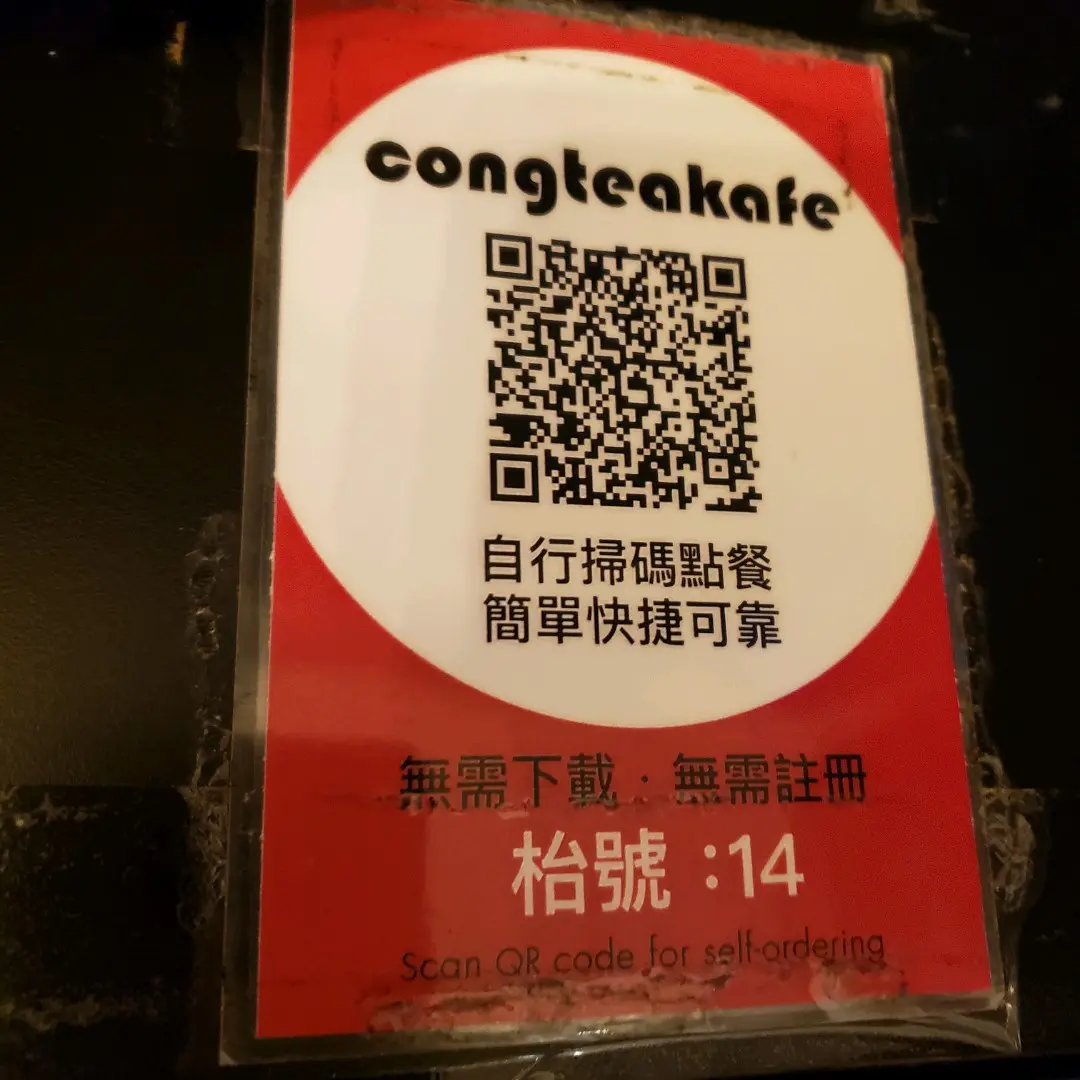 congteakafe
自行掃碼點餐
簡單快捷可靠
無需下載．無需註冊
枱號 :14
Scan QR code for self-ordering